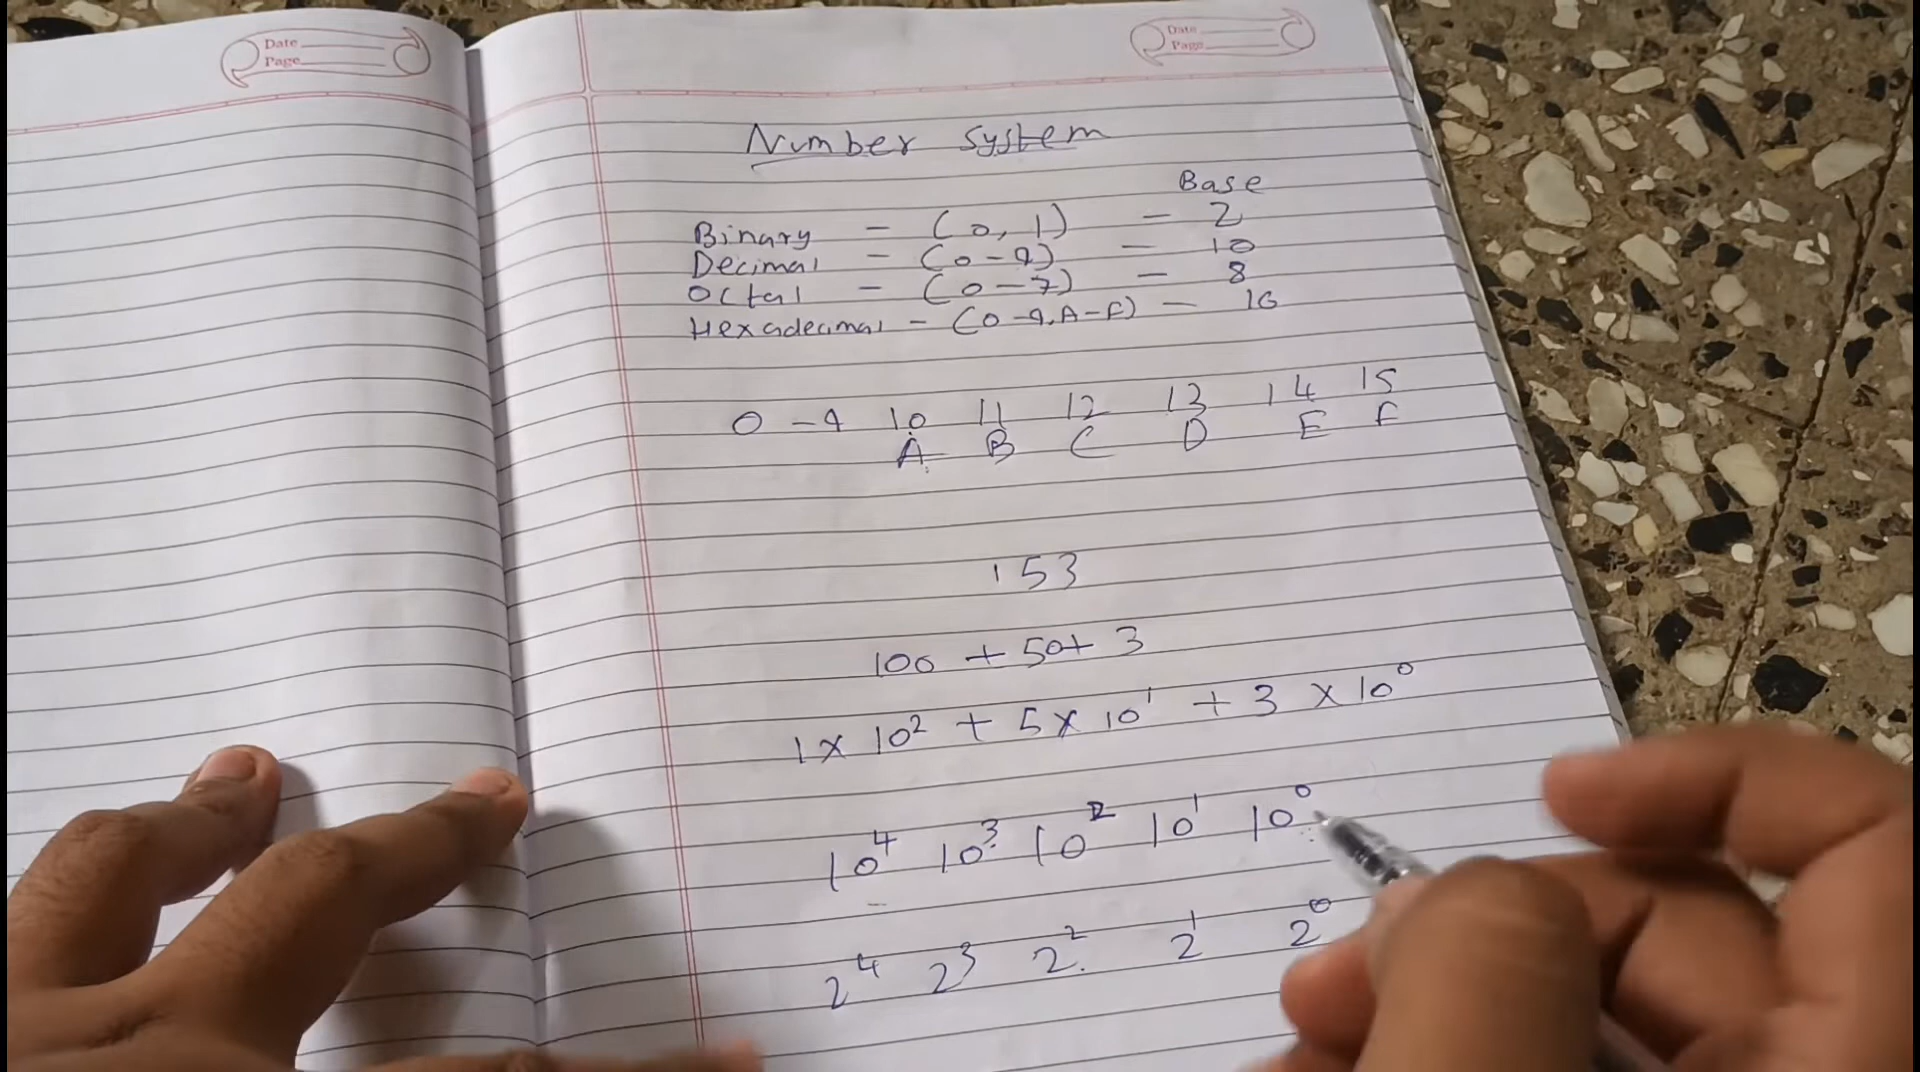 Date
Page
Date
Page
Number system
Base
Binary - (0, 1) - 2
Decimal - (0-9) - 10
Octal - (0-7) - 8
Hexadecimal - (0-9, A-F) - 16
0 - 9 10 11 12 13 14 15
A B C D E F
153
100 + 50 + 3
1 × 10² + 5 × 10¹ + 3 × 10⁰
10⁴ 10³ 10² 10¹ 10⁰
2⁴ 2³ 2² 2¹ 2⁰